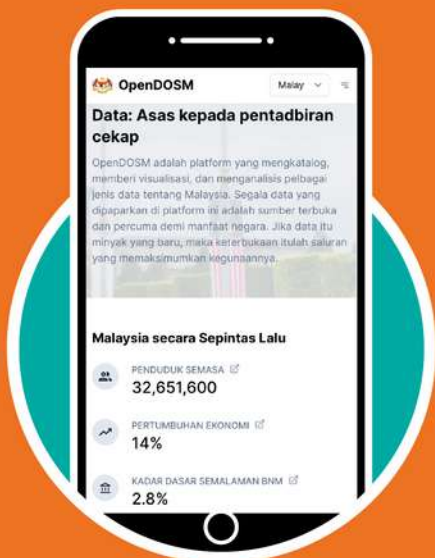 OpenDOSM
Malay
Data: Asas kepada pentadbiran
cekap
OpenDOSM adalah platform yang mengkatalog,
memberi visualisasi, dan menganalisis pelbagai
jenis data tentang Malaysia. Segala data yang
dipaparkan di platform ini adalah sumber terbuka
dan percuma demi manfaat negara. Jika data itu
minyak yang baru, maka keterbukaan itulah saluran
yang memaksimumkan kegunaannya.
Malaysia secara Sepintas Lalu
PENDUDUK SEMASA
32,651,600
PERTUMBUHAN EKONOMI
14%
KADAR DASAR SEMALAMAN BNM
2.8%